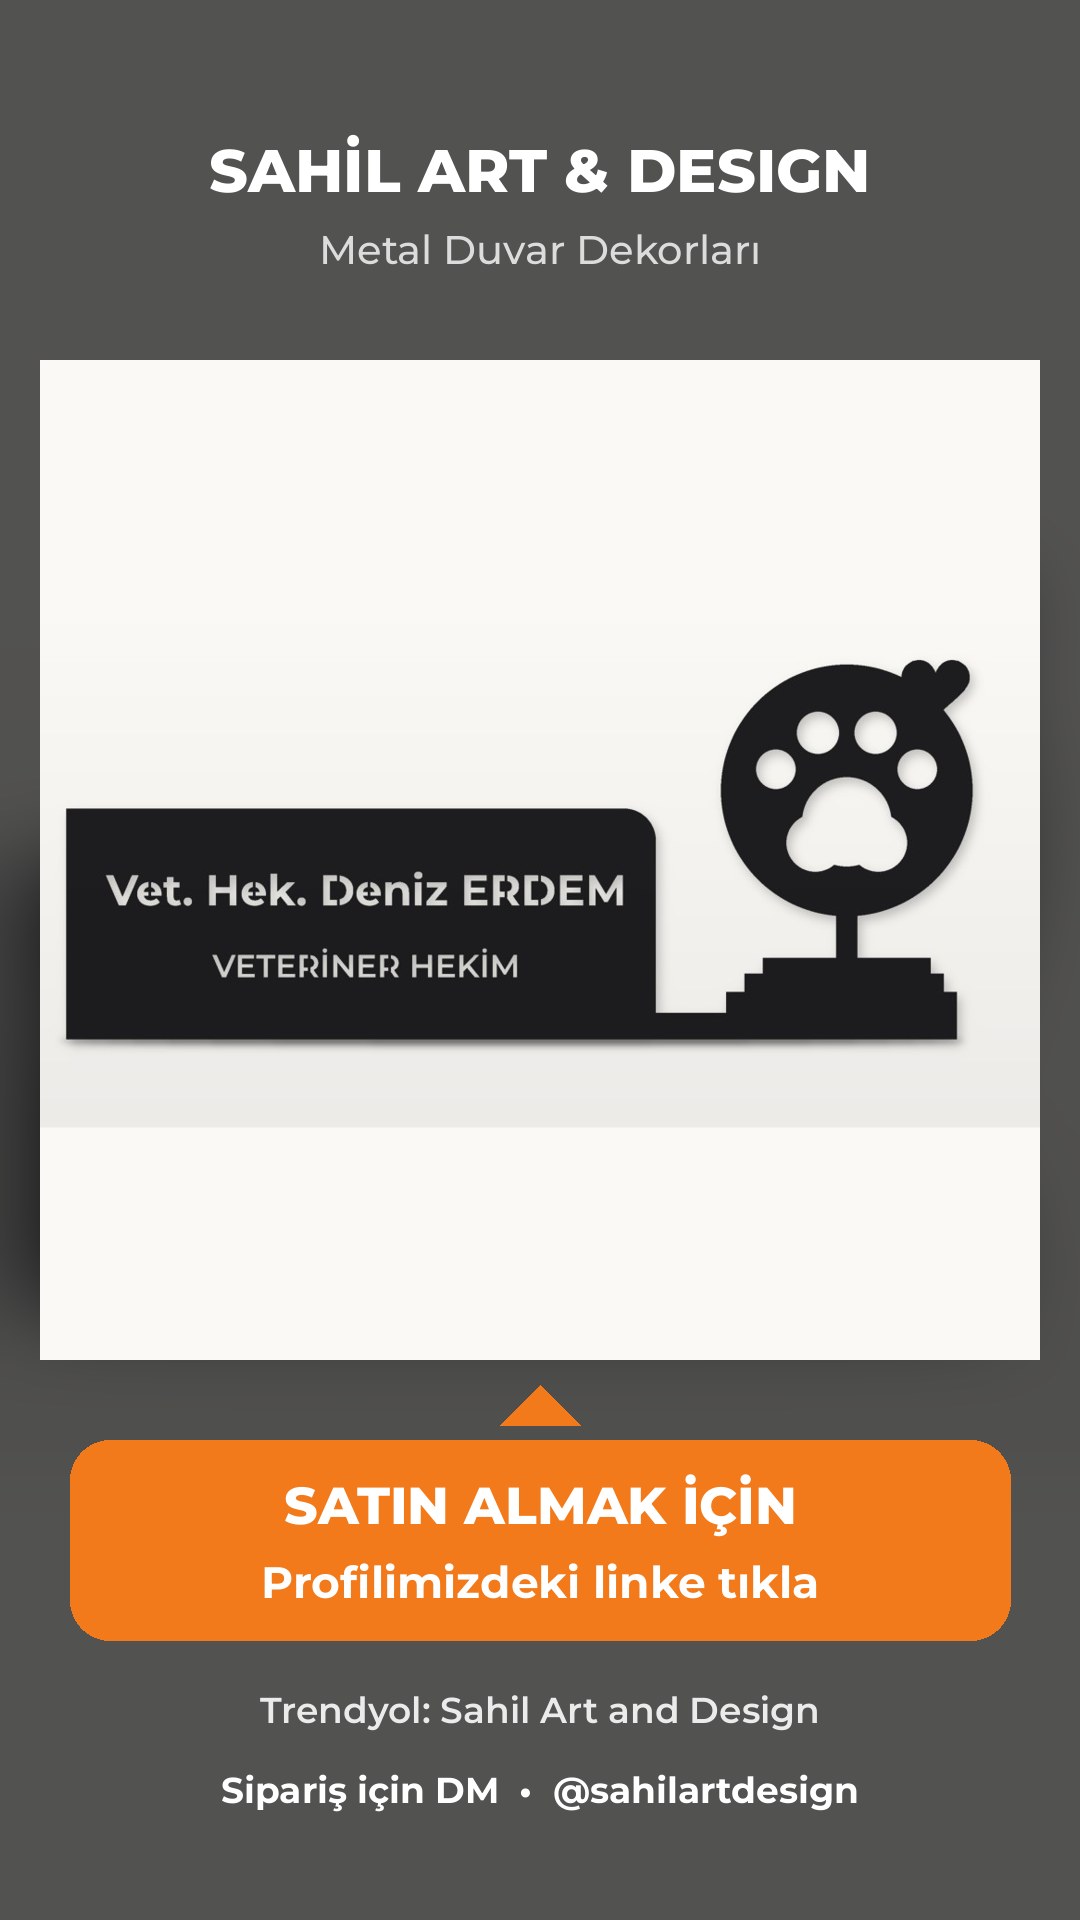 SAHİL ART & DESIGN
Metal Duvar Dekorları
Vet. Hek. Deniz ERDEM
VETERİNER HEKİM
SATIN ALMAK İÇİN
Profilimizdeki linke tıkla
Trendyol: Sahil Art and Design
Sipariş için DM • @sahilartdesign